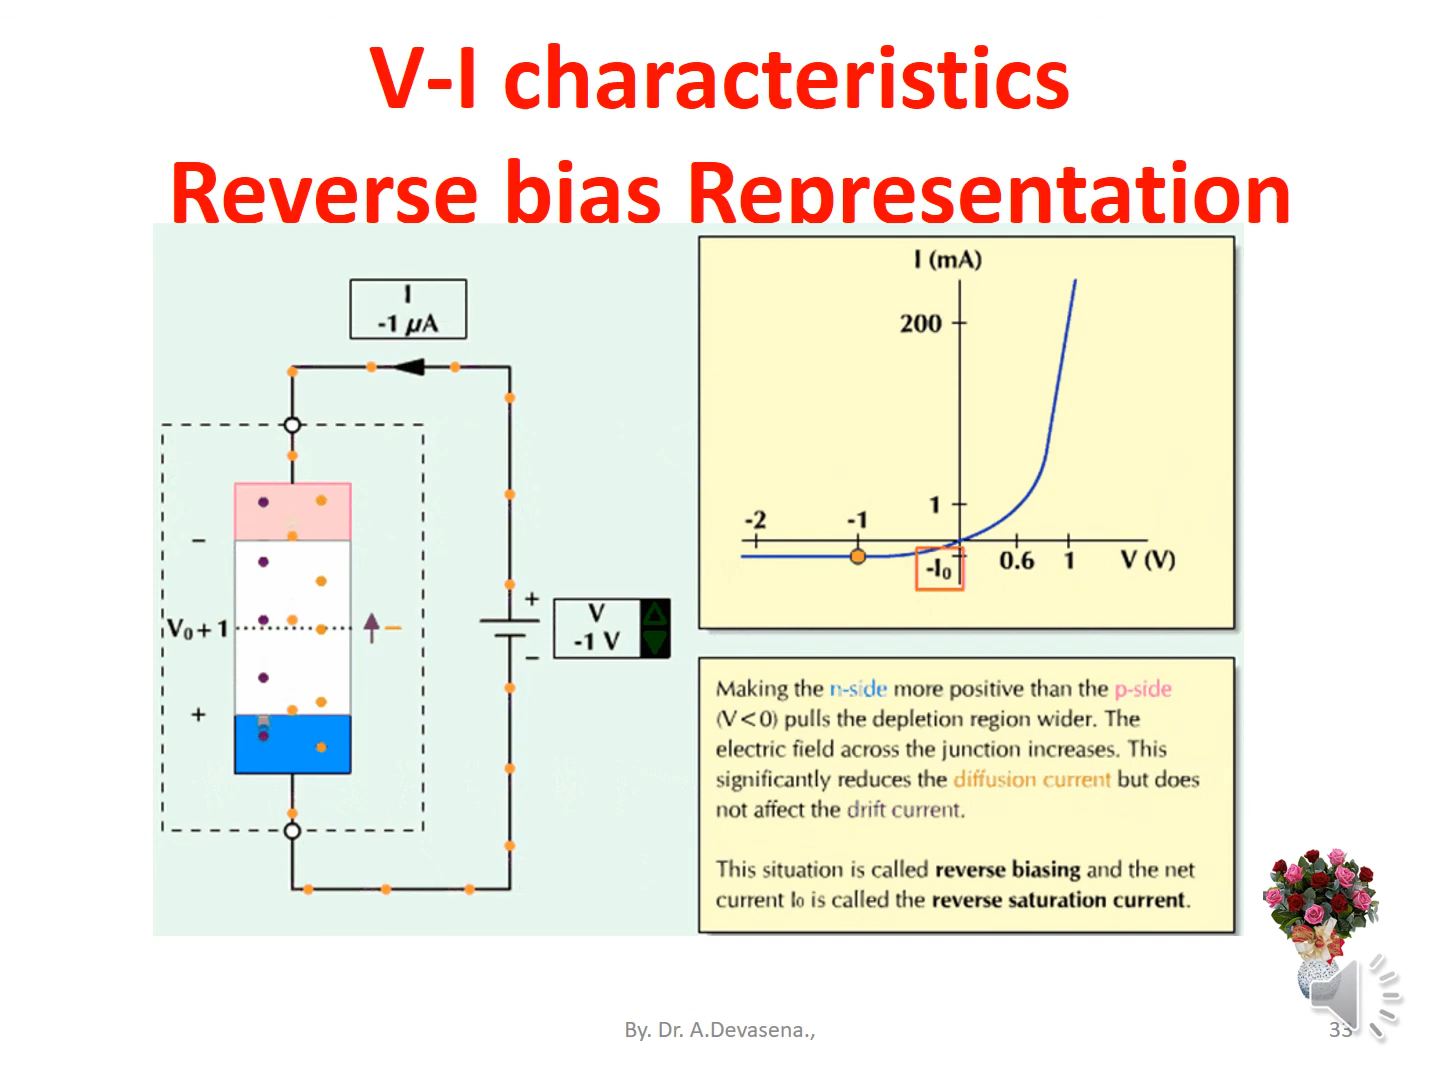 V-I characteristics
Reverse bias Representation
I
-1 µA
−
V₀+1
+
−
+
−
V
-1 V
I (mA)
200
1
-2
-1
-I₀
0.6
1
V (V)
Making the n-side more positive than the p-side
(V<0) pulls the depletion region wider. The
electric field across the junction increases. This
significantly reduces the diffusion current but does
not affect the drift current.
This situation is called reverse biasing and the net
current I₀ is called the reverse saturation current.
By. Dr. A.Devasena.,
33